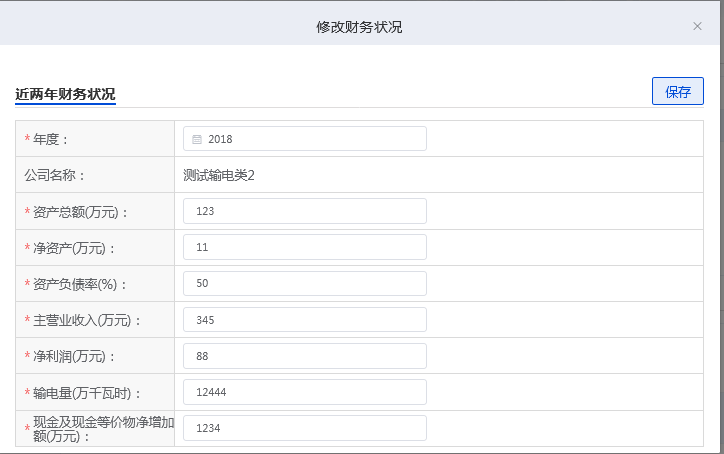 修改财务状况
近两年财务状况
保存
* 年度： 2018
公司名称： 测试输电类2
* 资产总额(万元)： 123
* 净资产(万元)： 11
* 资产负债率(%)： 50
* 主营业收入(万元)： 345
* 净利润(万元)： 88
* 输电量(万千瓦时)： 12444
* 现金及现金等价物净增加
额(万元)： 1234